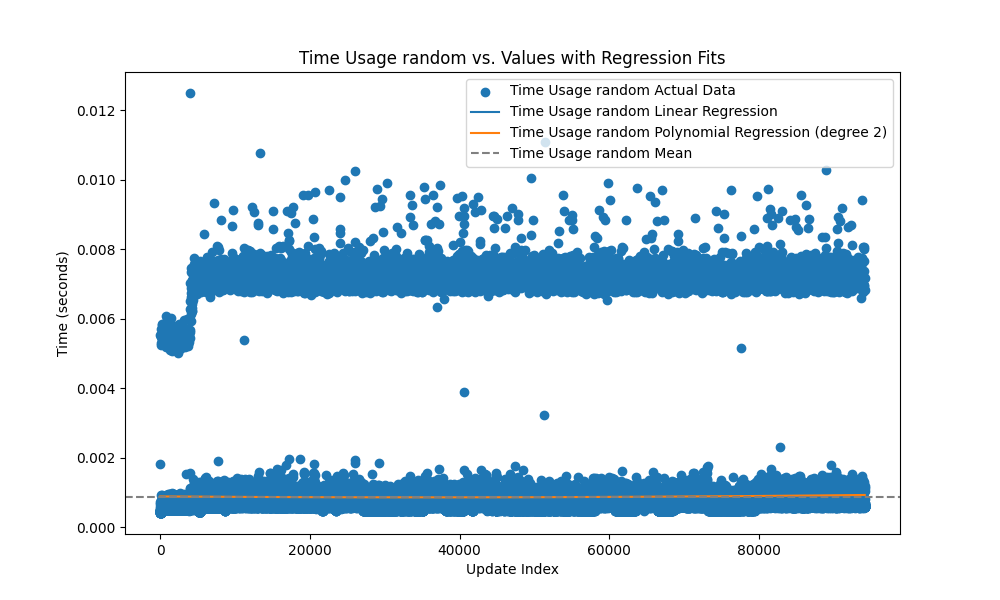 Time Usage random vs. Values with Regression Fits
Time Usage random Actual Data
Time Usage random Linear Regression
Time Usage random Polynomial Regression (degree 2)
Time Usage random Mean
Time (seconds)
0.012
0.010
0.008
0.006
0.004
0.002
0.000
0
20000
40000
60000
80000
Update Index